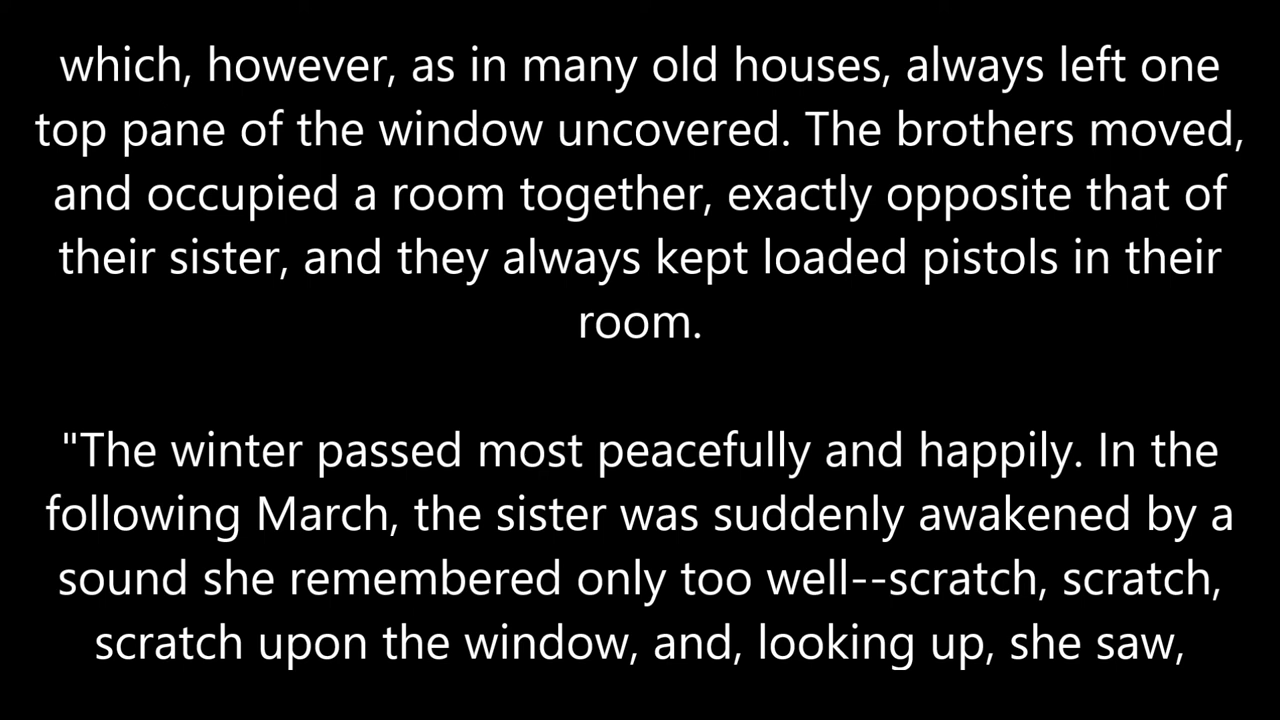 which, however, as in many old houses, always left one
top pane of the window uncovered. The brothers moved,
and occupied a room together, exactly opposite that of
their sister, and they always kept loaded pistols in their
room.
"The winter passed most peacefully and happily. In the
following March, the sister was suddenly awakened by a
sound she remembered only too well--scratch, scratch,
scratch upon the window, and, looking up, she saw,